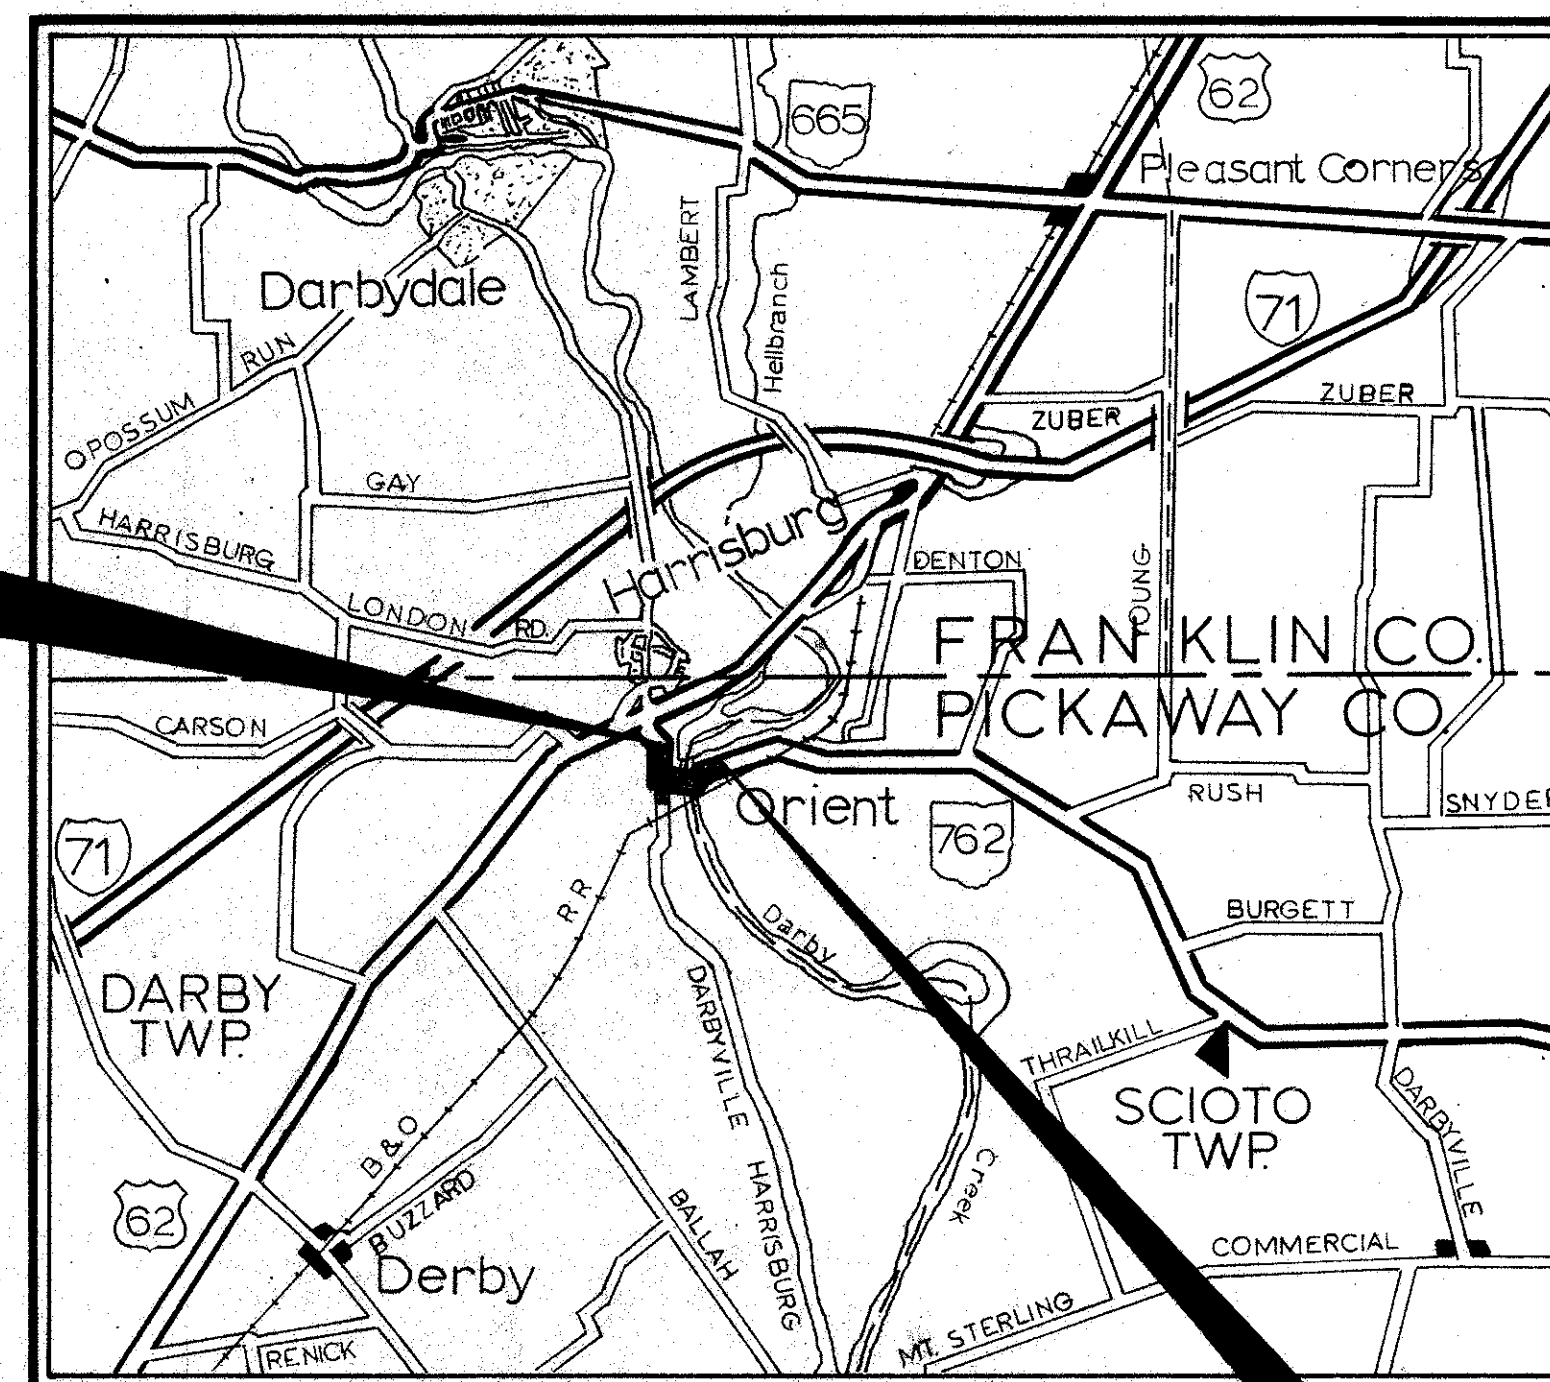 62
665
Pleasant Corners
LAMBERT
Darbydale
Hellbranch
71
RUN
ZUBER
ZUBER
OPOSSUM
GAY
HARRISBURG
Harrisburg
DENTON
YOUNG
LONDON RD.
FRANKLIN CO.
PICKAWAY CO.
CARSON
RUSH
SNYDER
Orient
762
71
RR
BURGETT
Darby
DARBY
TWP.
DARBYVILLE
THRAILKILL
SCIOTO
TWP.
DARBYVILLE
B&O
Creek
BUZZARD
62
BALLAH
HARRISBURG
COMMERCIAL
Derby
MT. STERLING
RENICK